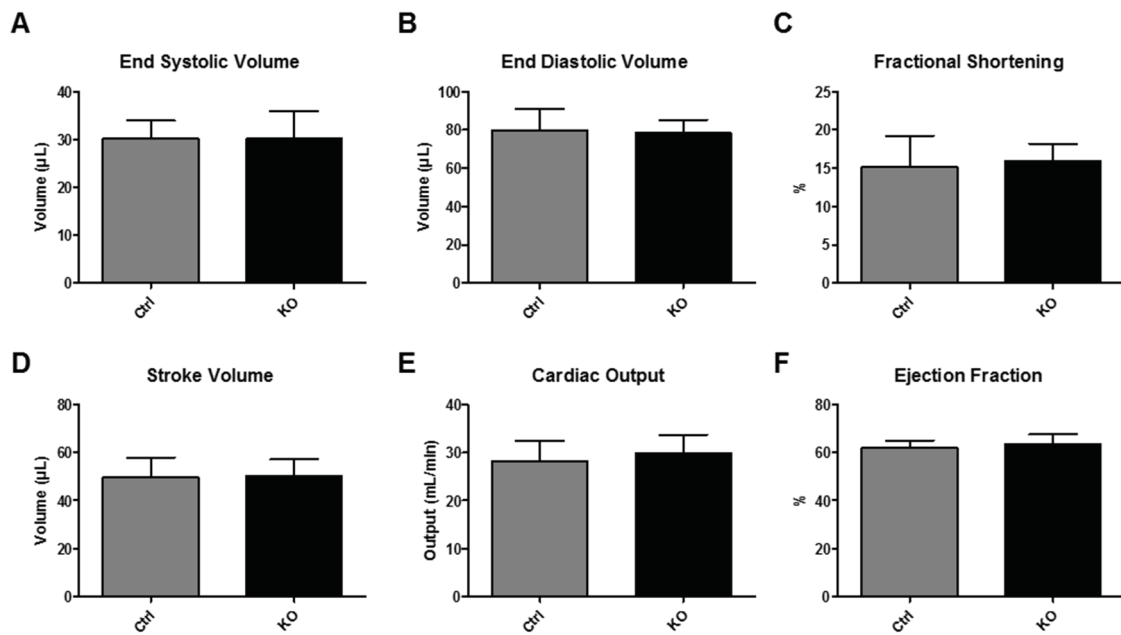 A
End Systolic Volume
Volume (µL)
40
30
20
10
0
Ctrl
KO
B
End Diastolic Volume
Volume (µL)
100
80
60
40
20
0
Ctrl
KO
C
Fractional Shortening
%
25
20
15
10
5
0
Ctrl
KO
D
Stroke Volume
Volume (µL)
80
60
40
20
0
Ctrl
KO
E
Cardiac Output
Output (mL/min)
40
30
20
10
0
Ctrl
KO
F
Ejection Fraction
%
80
60
40
20
0
Ctrl
KO